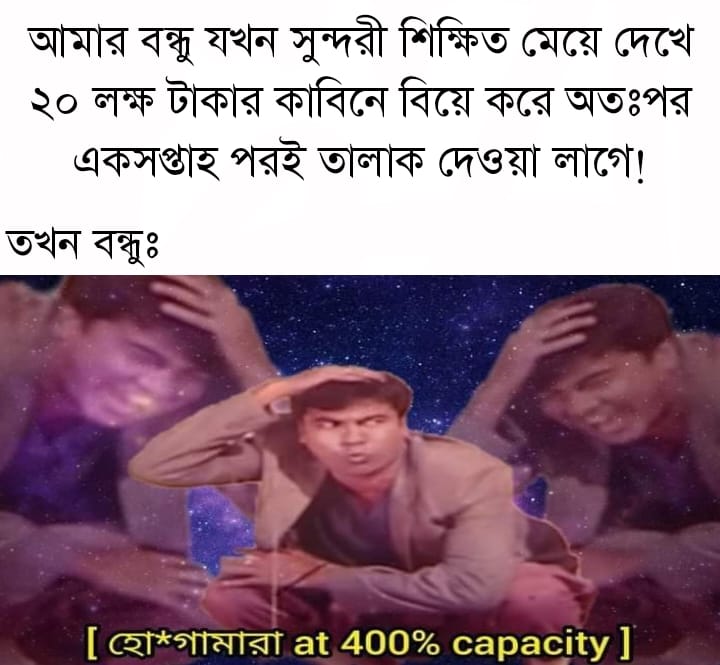 আমার বন্ধু যখন সুন্দরী শিক্ষিত মেয়ে দেখে
২০ লক্ষ টাকার কাবিনে বিয়ে করে অতঃপর
একসপ্তাহ পরই তালাক দেওয়া লাগে!
তখন বন্ধুঃ
[ হো*গামারা at 400% capacity ]